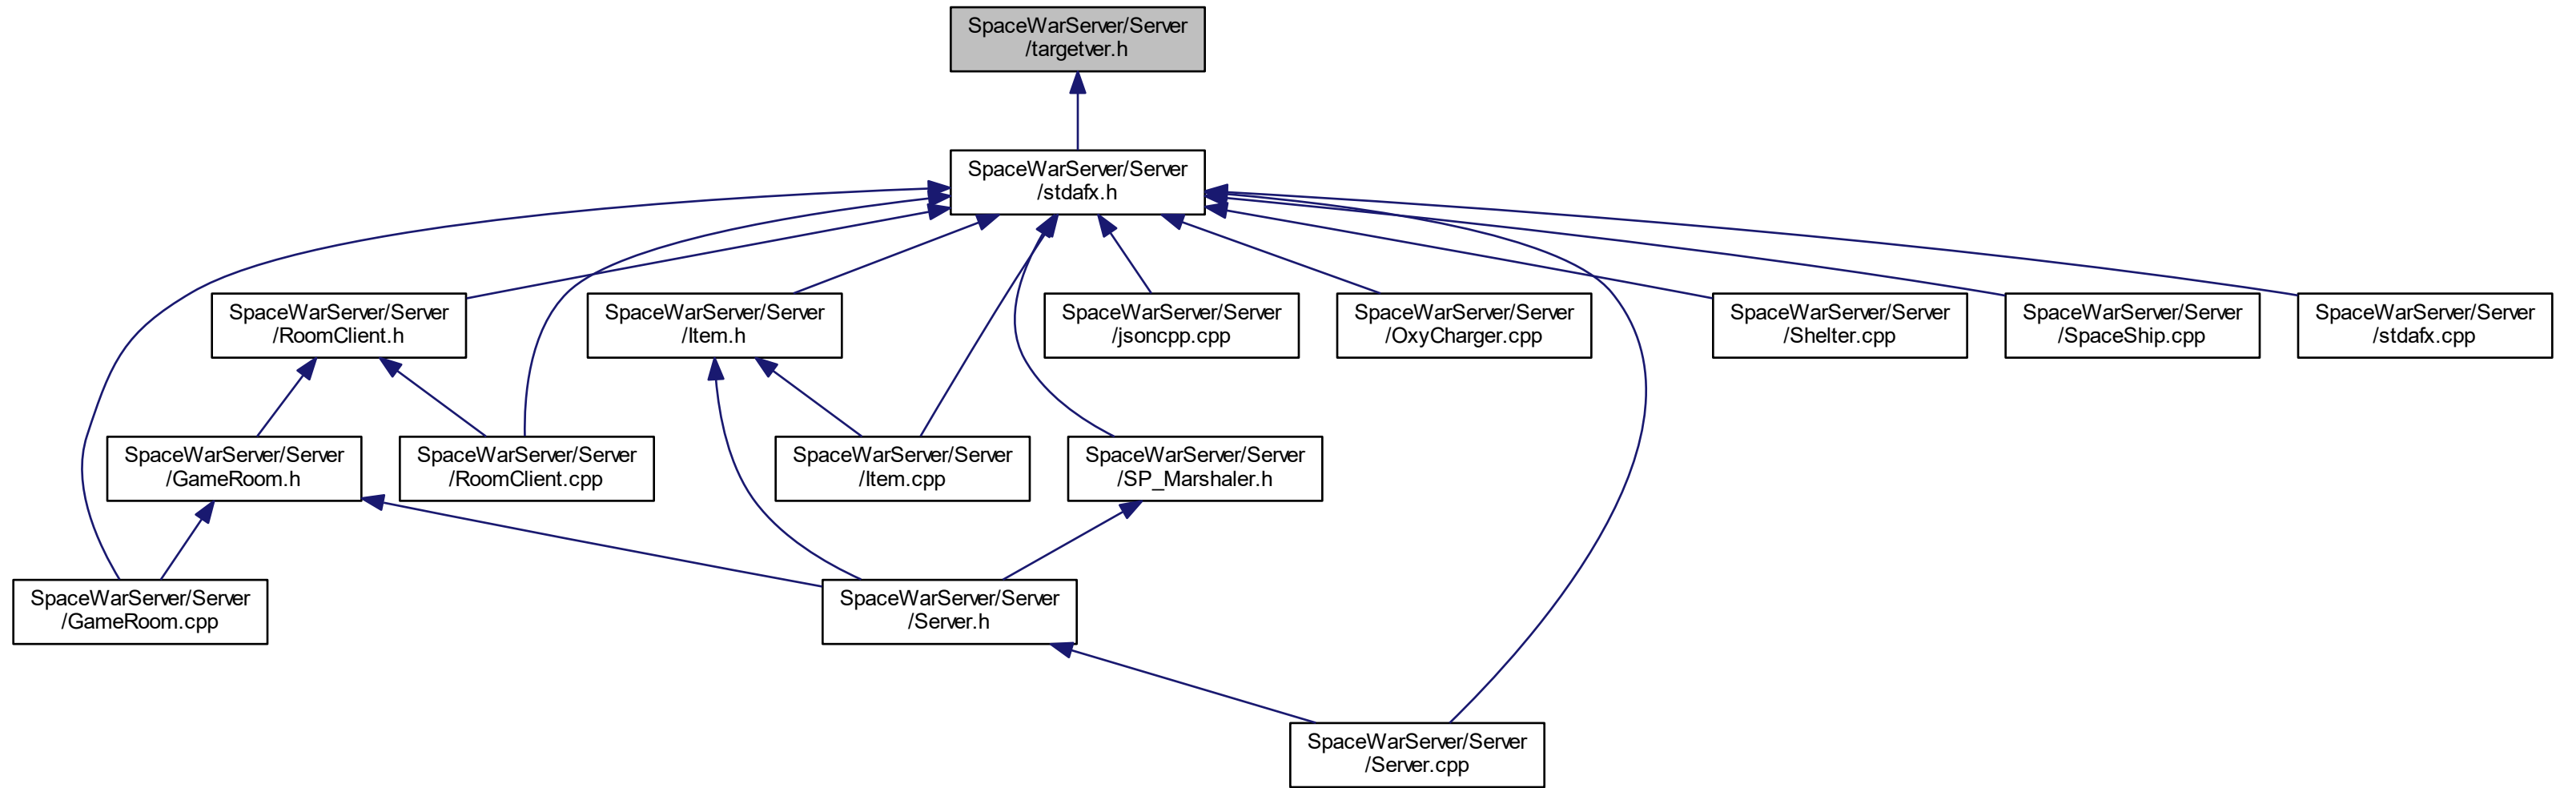 SpaceWarServer/Server
/targetver.h
SpaceWarServer/Server
/stdafx.h
SpaceWarServer/Server
/RoomClient.h
SpaceWarServer/Server
/Item.h
SpaceWarServer/Server
/jsoncpp.cpp
SpaceWarServer/Server
/OxyCharger.cpp
SpaceWarServer/Server
/Shelter.cpp
SpaceWarServer/Server
/SpaceShip.cpp
SpaceWarServer/Server
/stdafx.cpp
SpaceWarServer/Server
/GameRoom.h
SpaceWarServer/Server
/RoomClient.cpp
SpaceWarServer/Server
/Item.cpp
SpaceWarServer/Server
/SP_Marshaler.h
SpaceWarServer/Server
/GameRoom.cpp
SpaceWarServer/Server
/Server.h
SpaceWarServer/Server
/Server.cpp